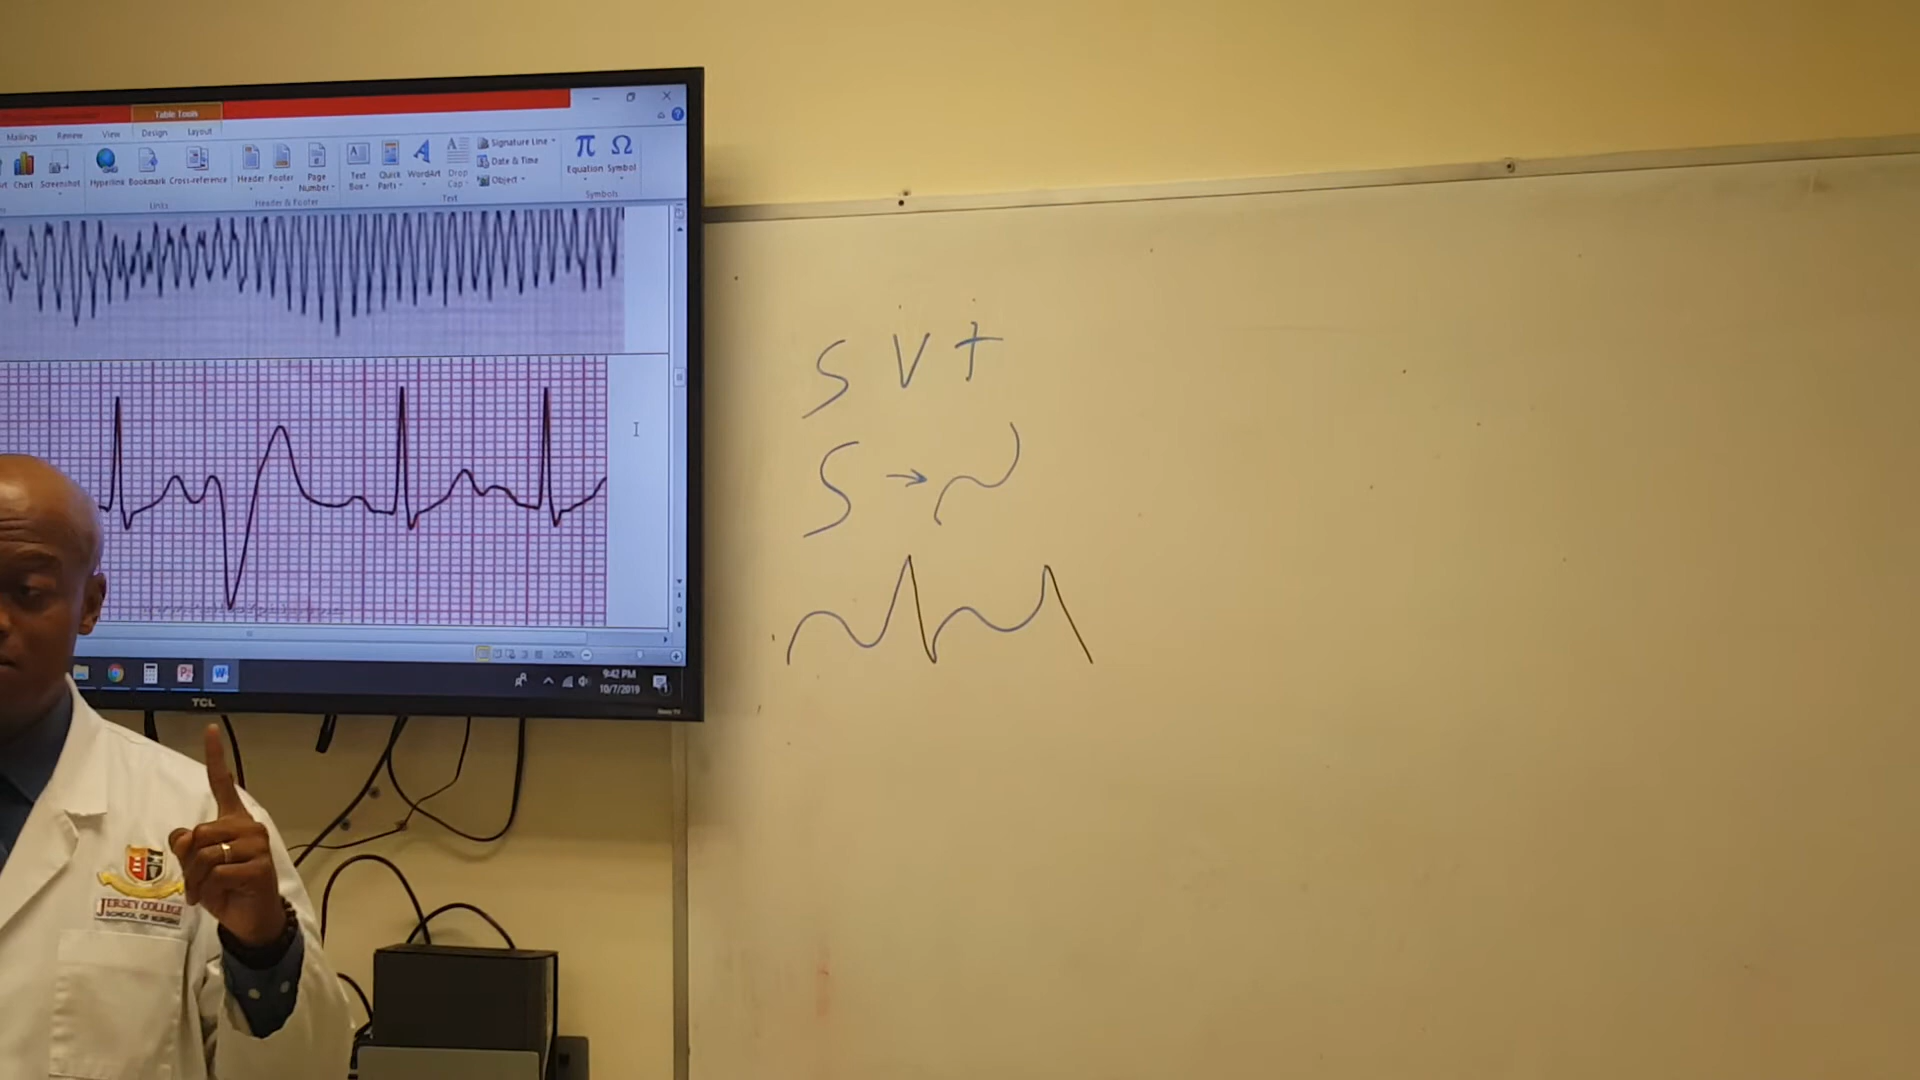 Table Tools
Mailings Review View Design Layout
Chart Screenshot Hyperlink Bookmark Cross-reference Header Footer Page Number Text Box Quick Parts WordArt Drop Cap Signature Line Date & Time Object π Equation Ω Symbol
Links Header & Footer Text Symbols
200%
9:42 PM
10/7/2019
TCL
S V T
S →
JERSEY COLLEGE
SCHOOL OF NURSING